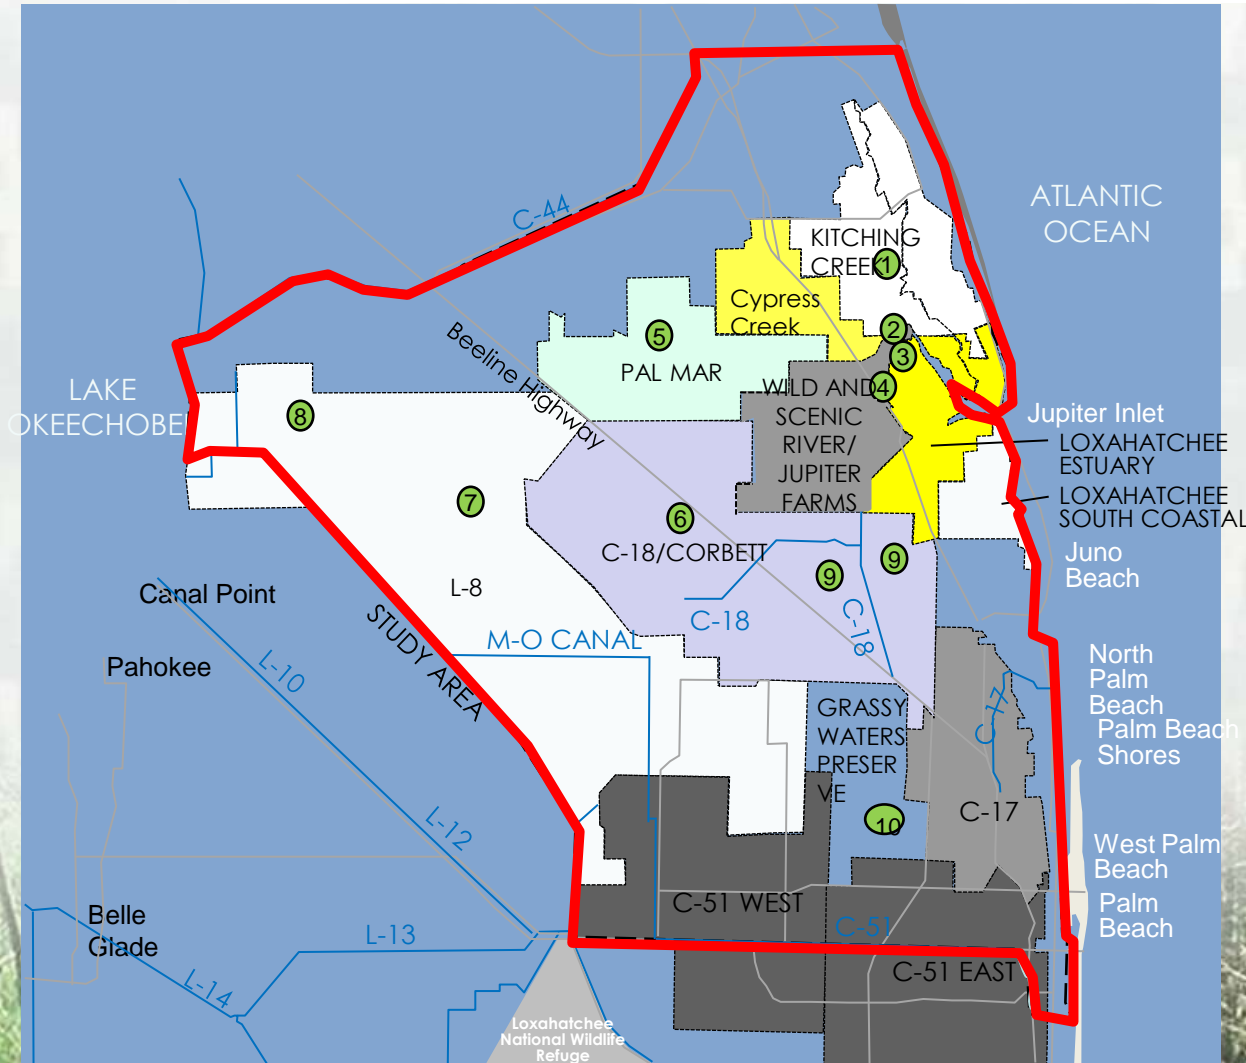 C-44
ATLANTIC
OCEAN
KITCHING
CREEK
1
Cypress
Creek
2
3
4
5
PAL MAR
Beeline Highway
WILD AND
SCENIC
RIVER/
JUPITER
FARMS
LAKE
OKEECHOBE
8
Jupiter Inlet
LOXAHATCHEE
ESTUARY
LOXAHATCHEE
SOUTH COASTAL
7
6
C-18/CORBETT
9
9
Juno
Beach
L-8
C-18
C-18
Canal Point
STUDY AREA
M-O CANAL
Pahokee
L-10
North
Palm
Beach
Palm Beach
Shores
C-17
GRASSY
WATERS
PRESER
VE
10
C-17
L-12
West Palm
Beach
C-51 WEST
C-51
Palm
Beach
Belle
Glade
L-13
L-14
C-51 EAST
Loxahatchee
National Wildlife
Refuge